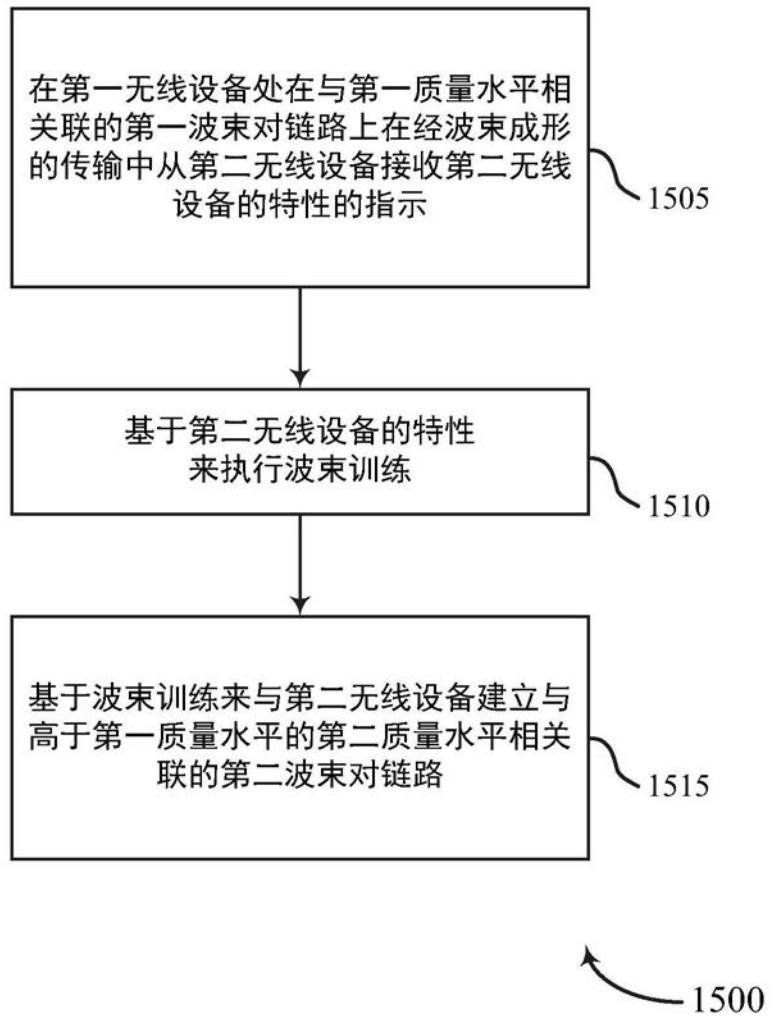 在第一无线设备处在与第一质量水平相
关联的第一波束对链路上在经波束成形
的传输中从第二无线设备接收第二无线
设备的特性的指示
1505
基于第二无线设备的特性
来执行波束训练
1510
基于波束训练来与第二无线设备建立与
高于第一质量水平的第二质量水平相关
联的第二波束对链路
1515
1500